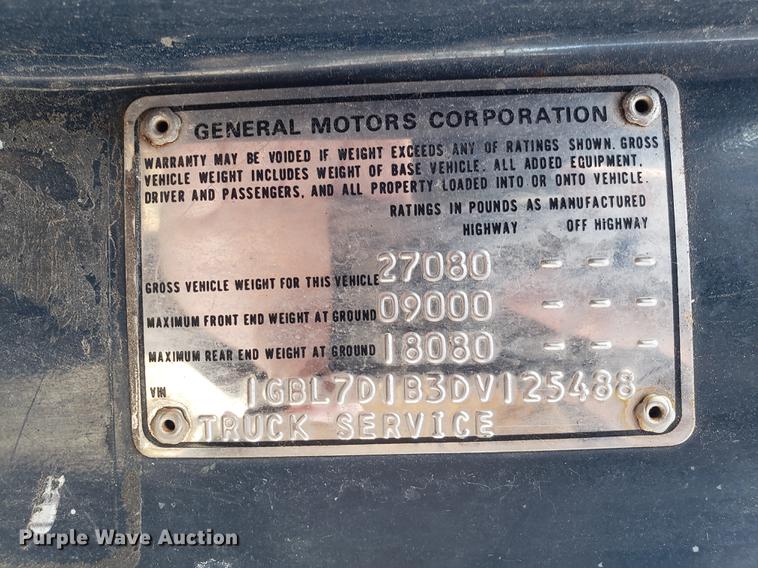 GENERAL MOTORS CORPORATION
WARRANTY MAY BE VOIDED IF WEIGHT EXCEEDS ANY OF RATINGS SHOWN. GROSS
VEHICLE WEIGHT INCLUDES WEIGHT OF BASE VEHICLE. ALL ADDED EQUIPMENT,
DRIVER AND PASSENGERS, AND ALL PROPERTY LOADED INTO OR ONTO VEHICLE.
RATINGS IN POUNDS AS MANUFACTURED
HIGHWAY OFF HIGHWAY
GROSS VEHICLE WEIGHT FOR THIS VEHICLE 27080 - - -
MAXIMUM FRONT END WEIGHT AT GROUND 09000 - - -
MAXIMUM REAR END WEIGHT AT GROUND 18080 - - -
VIN 1GBL7D1B3DV125488
TRUCK SERVICE
Purple Wave Auction